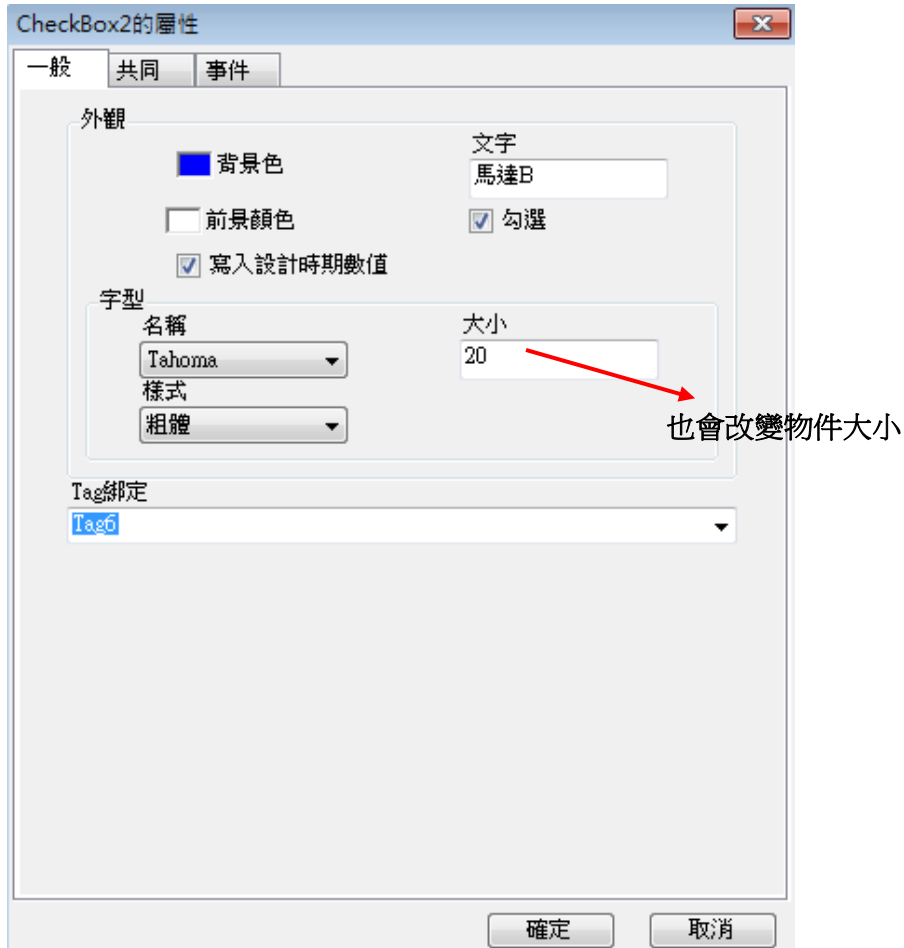 CheckBox2的屬性
一般 共同 事件
外觀
背景色
文字
馬達B
前景顏色
勾選
寫入設計時期數值
字型
名稱
大小
Tahoma
20
樣式
粗體
也會改變物件大小
Tag綁定
Tag6
確定 取消